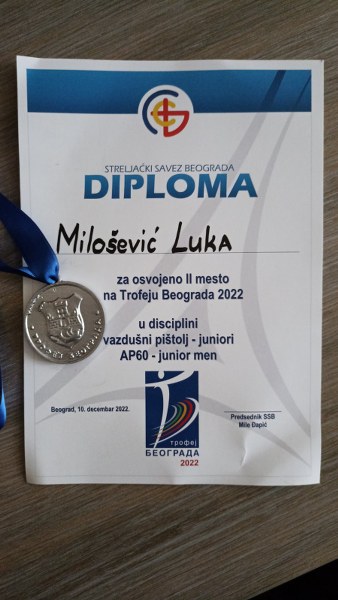 STRELJAČKI SAVEZ BEOGRADA
DIPLOMA
Milošević Luka
za osvojeno II mesto
na Trofeju Beograda 2022
u disciplini
vazdušni pištolj - juniori
AP60 - junior men
Beograd, 10. decembar 2022.
Predsednik SSB
Mile Đapić
трофеј
БЕОГРАДА
2022